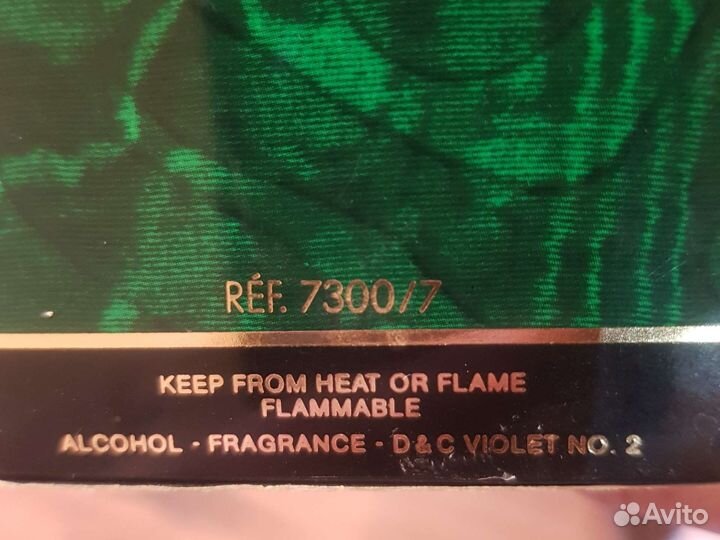 RÉF. 7300/7
KEEP FROM HEAT OR FLAME
FLAMMABLE
ALCOHOL - FRAGRANCE - D & C VIOLET NO. 2
Avito